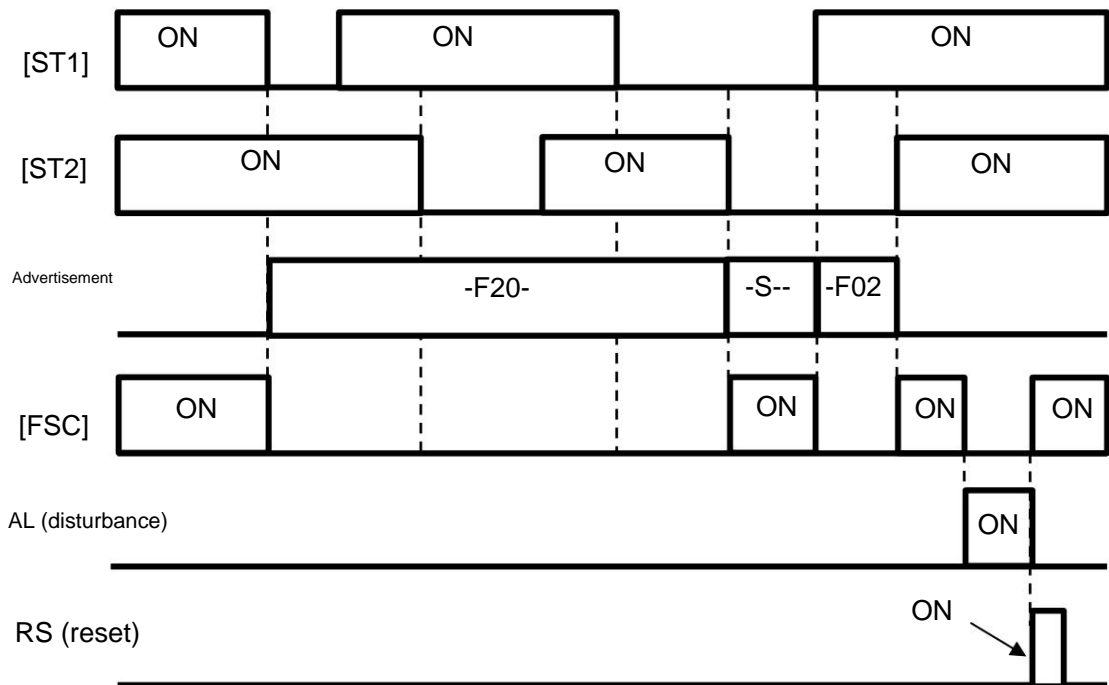 [ST1] ON ON ON
[ST2] ON ON ON
Advertisement -F20- -S-- -F02
[FSC] ON ON ON ON
AL (disturbance) ON
RS (reset) ON